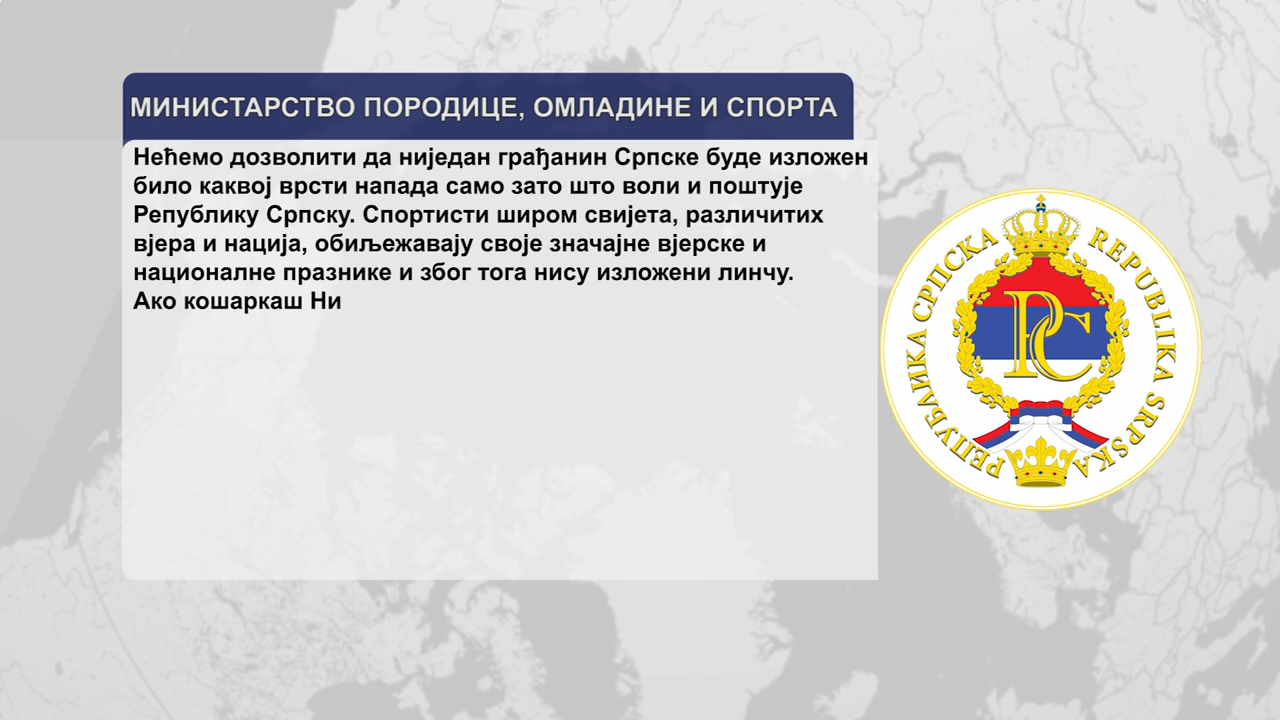 МИНИСТАРСТВО ПОРОДИЦЕ, ОМЛАДИНЕ И СПОРТА
Нећемо дозволити да ниједан грађанин Српске буде изложен
било каквој врсти напада само зато што воли и поштује
Републику Српску. Спортисти широм свијета, различитих
вјера и нација, обиљежавају своје значајне вјерске и
националне празнике и због тога нису изложени линчу.
Ако кошаркаш Ни
РЕПУБЛИКА СРПСКА
REPUBLIKA SRPSKA
РС